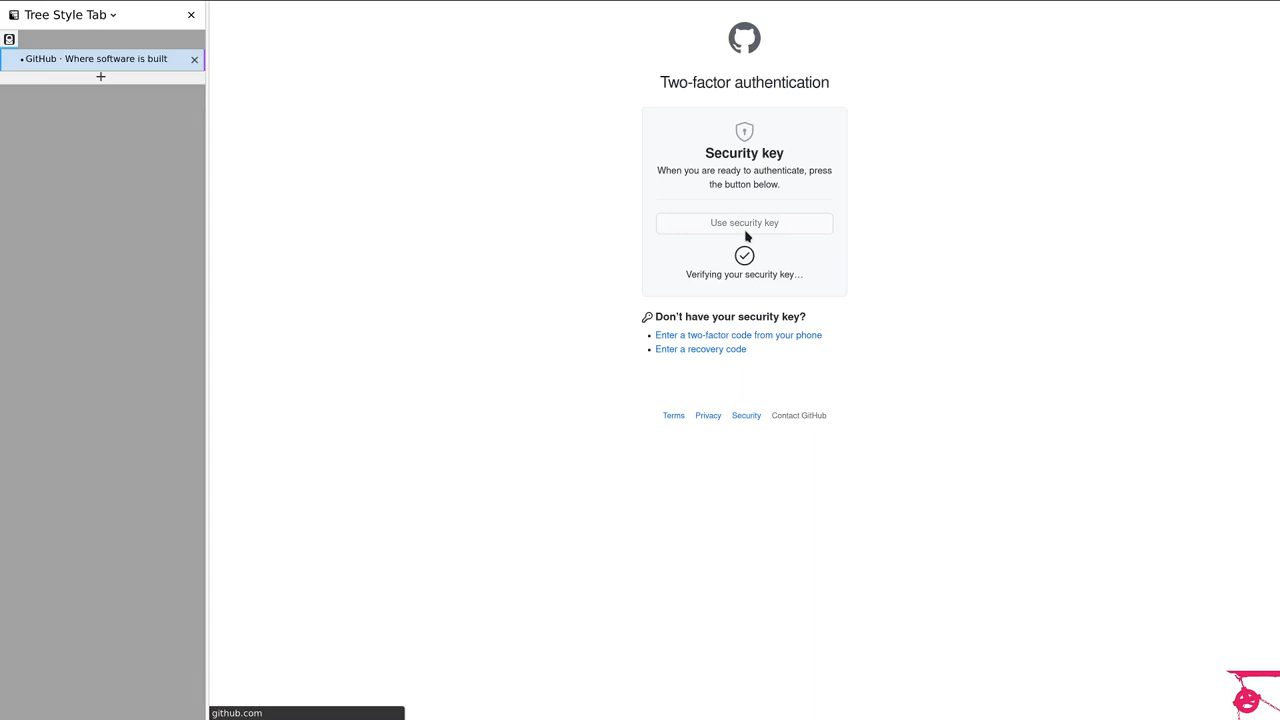 Tree Style Tab
GitHub · Where software is built
Two-factor authentication
Security key
When you are ready to authenticate, press
the button below.
Use security key
Verifying your security key…
Don't have your security key?
Enter a two-factor code from your phone
Enter a recovery code
Terms Privacy Security Contact GitHub
github.com